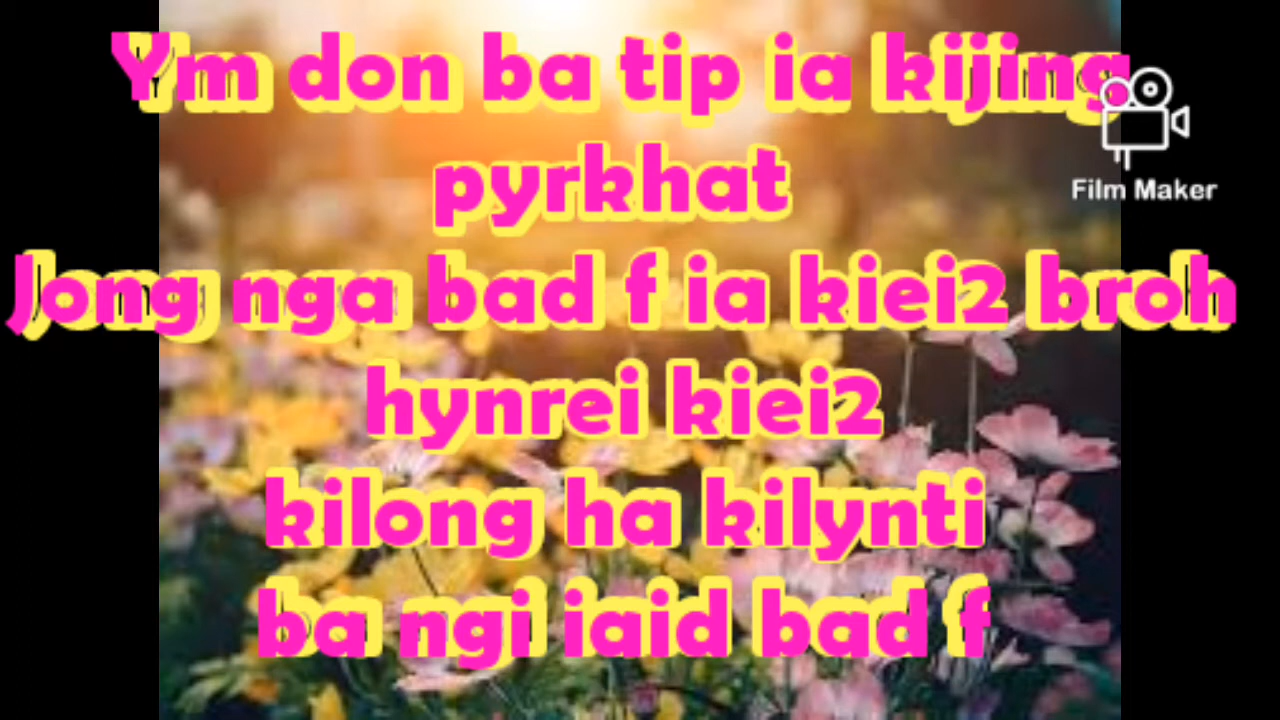 Ym don ba tip ia kijing
pyrkhat
Jong nga bad f ia kiei2 broh
hynrei kiei2
kilong ha kilynti
ba ngi iaid bad f
Film Maker